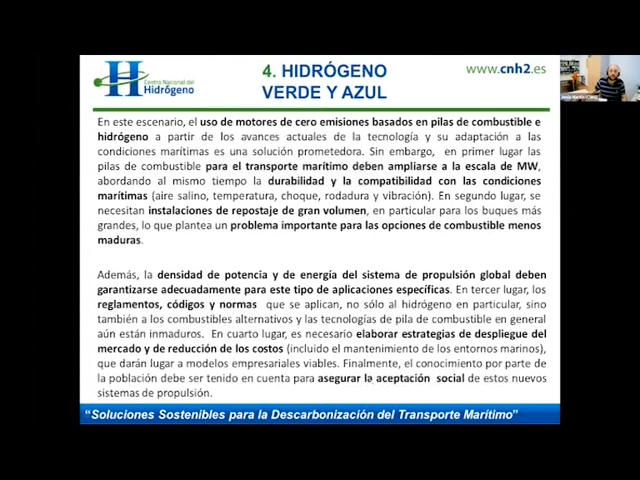 Centro Nacional del
Hidrógeno
4. HIDRÓGENO
VERDE Y AZUL
www.cnh2.es
En este escenario, el uso de motores de cero emisiones basados en pilas de combustible e
hidrógeno a partir de los avances actuales de la tecnología y su adaptación a las
condiciones marítimas es una solución prometedora. Sin embargo, en primer lugar las
pilas de combustible para el transporte marítimo deben ampliarse a la escala de MW,
abordando al mismo tiempo la durabilidad y la compatibilidad con las condiciones
marítimas (aire salino, temperatura, choque, rodadura y vibración). En segundo lugar, se
necesitan instalaciones de repostaje de gran volumen, en particular para los buques más
grandes, lo que plantea un problema importante para las opciones de combustible menos
maduras.
Además, la densidad de potencia y de energía del sistema de propulsión global deben
garantizarse adecuadamente para este tipo de aplicaciones específicas. En tercer lugar, los
reglamentos, códigos y normas que se aplican, no sólo al hidrógeno en particular, sino
también a los combustibles alternativos y las tecnologías de pila de combustible en general
aún están inmaduros. En cuarto lugar, es necesario elaborar estrategias de despliegue del
mercado y de reducción de los costos (incluido el mantenimiento de los entornos marinos),
que darán lugar a modelos empresariales viables. Finalmente, el conocimiento por parte de
la población debe ser tenido en cuenta para asegurar la aceptación social de estos nuevos
sistemas de propulsión.
“Soluciones Sostenibles para la Descarbonización del Transporte Marítimo”